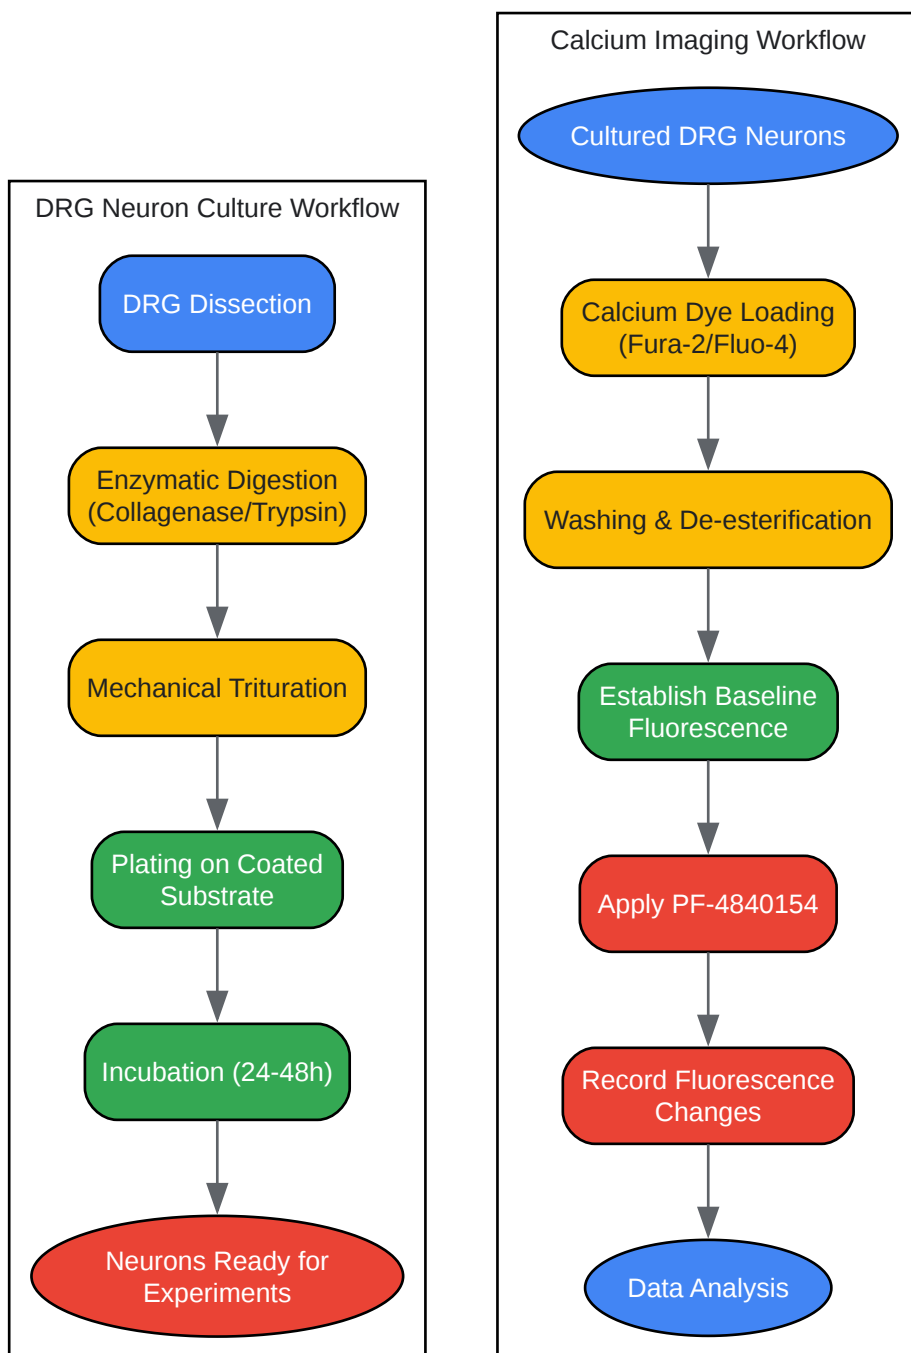 DRG Neuron Culture Workflow
DRG Dissection
Enzymatic Digestion
(Collagenase/Trypsin)
Mechanical Trituration
Plating on Coated
Substrate
Incubation (24-48h)
Neurons Ready for
Experiments
Calcium Imaging Workflow
Cultured DRG Neurons
Calcium Dye Loading
(Fura-2/Fluo-4)
Washing & De-esterification
Establish Baseline
Fluorescence
Apply PF-4840154
Record Fluorescence
Changes
Data Analysis